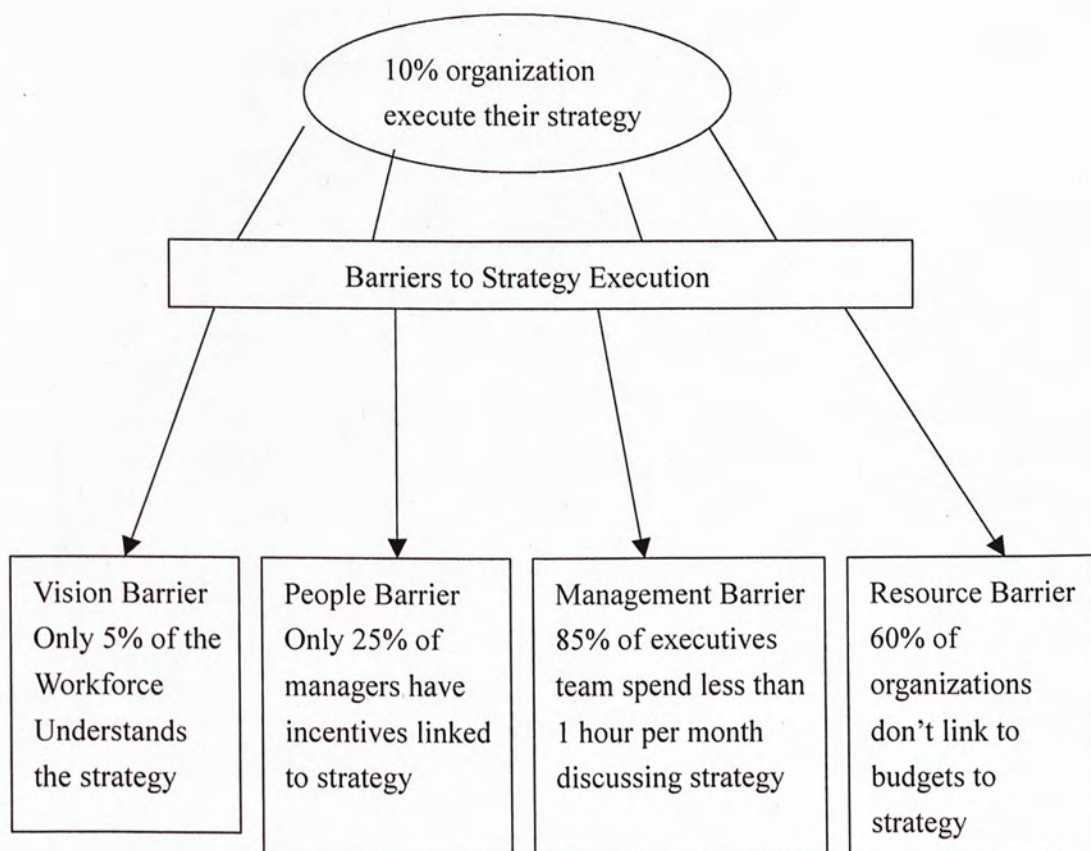 10% organization
execute their strategy
Barriers to Strategy Execution
Vision Barrier
Only 5% of the
Workforce
Understands
the strategy
People Barrier
Only 25% of
managers have
incentives linked
to strategy
Management Barrier
85% of executives
team spend less than
1 hour per month
discussing strategy
Resource Barrier
60% of
organizations
don't link to
budgets to
strategy